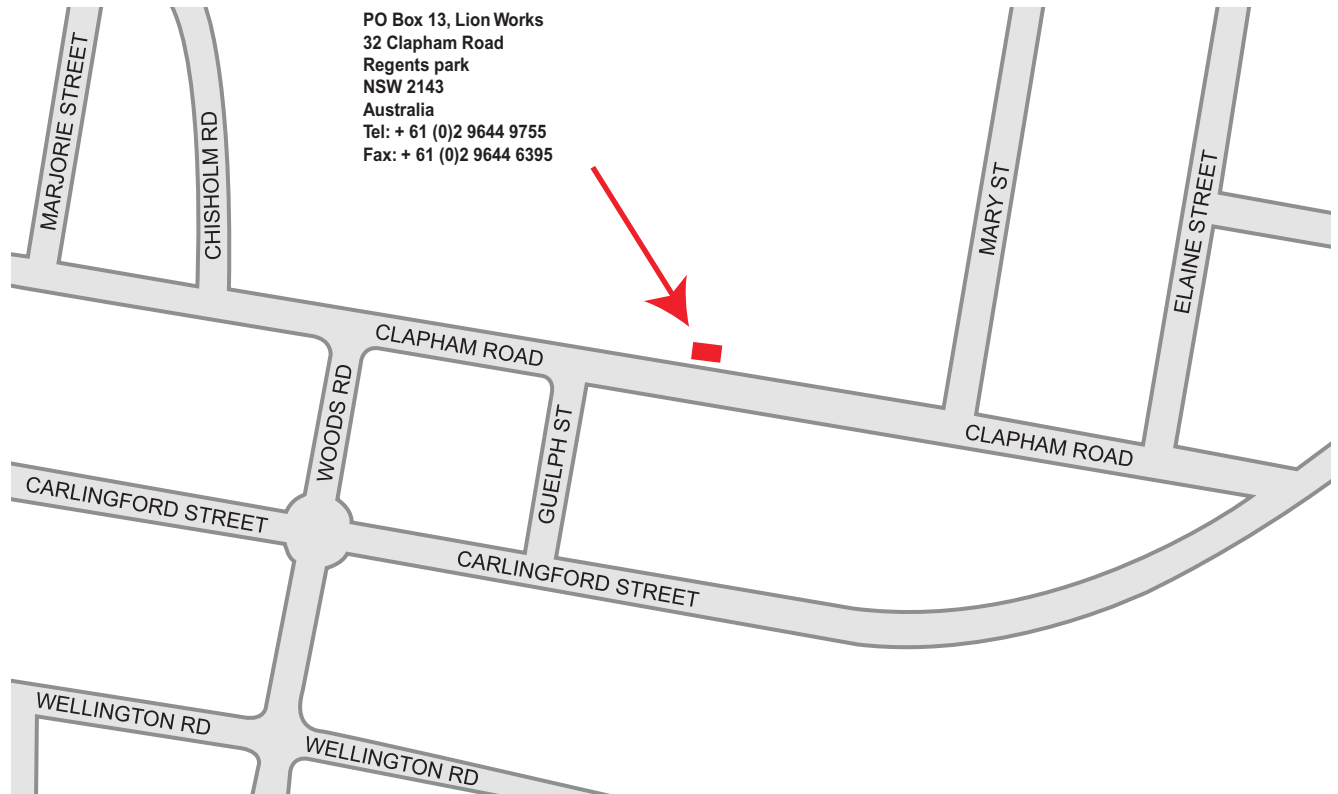 PO Box 13, Lion Works
32 Clapham Road
Regents park
NSW 2143
Australia
Tel: + 61 (0)2 9644 9755
Fax: + 61 (0)2 9644 6395
MARJORIE STREET
CHISHOLM RD
MARY ST
ELAINE STREET
CLAPHAM ROAD
WOODS RD
GUELPH ST
CLAPHAM ROAD
CARLINGFORD STREET
CARLINGFORD STREET
WELLINGTON RD
WELLINGTON RD